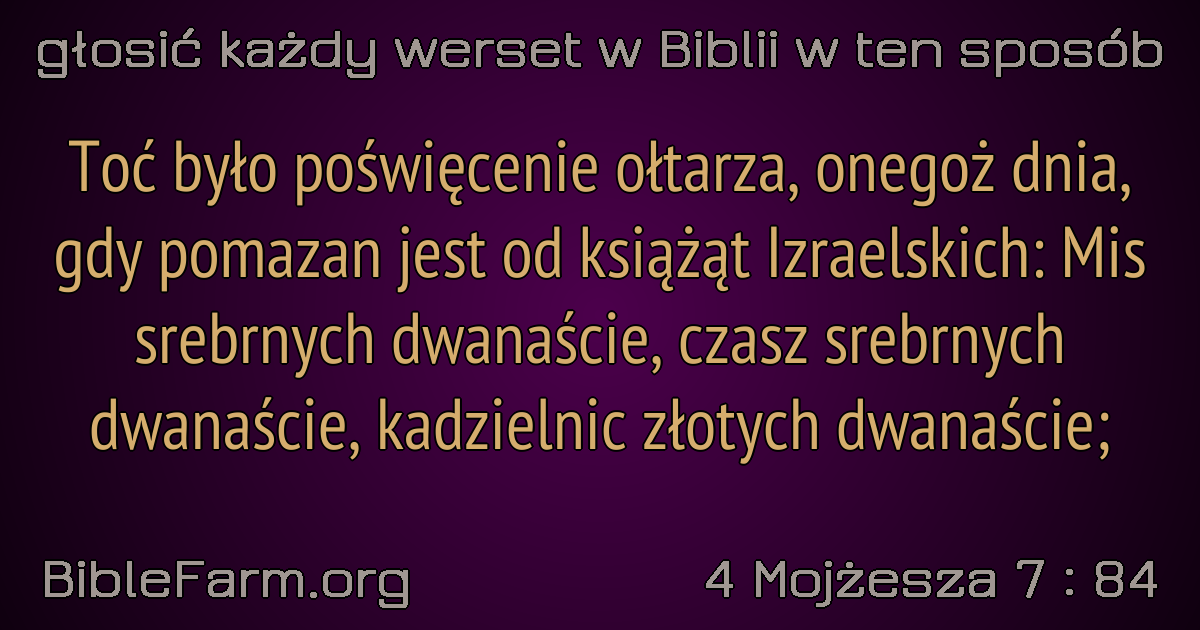 głosić każdy werset w Biblii w ten sposób
Toć było poświęcenie ołtarza, onegoż dnia,
gdy pomazan jest od książąt Izraelskich: Mis
srebrnych dwanaście, czasz srebrnych
dwanaście, kadzielnic złotych dwanaście;
BibleFarm.org
4 Mojżesza 7 : 84